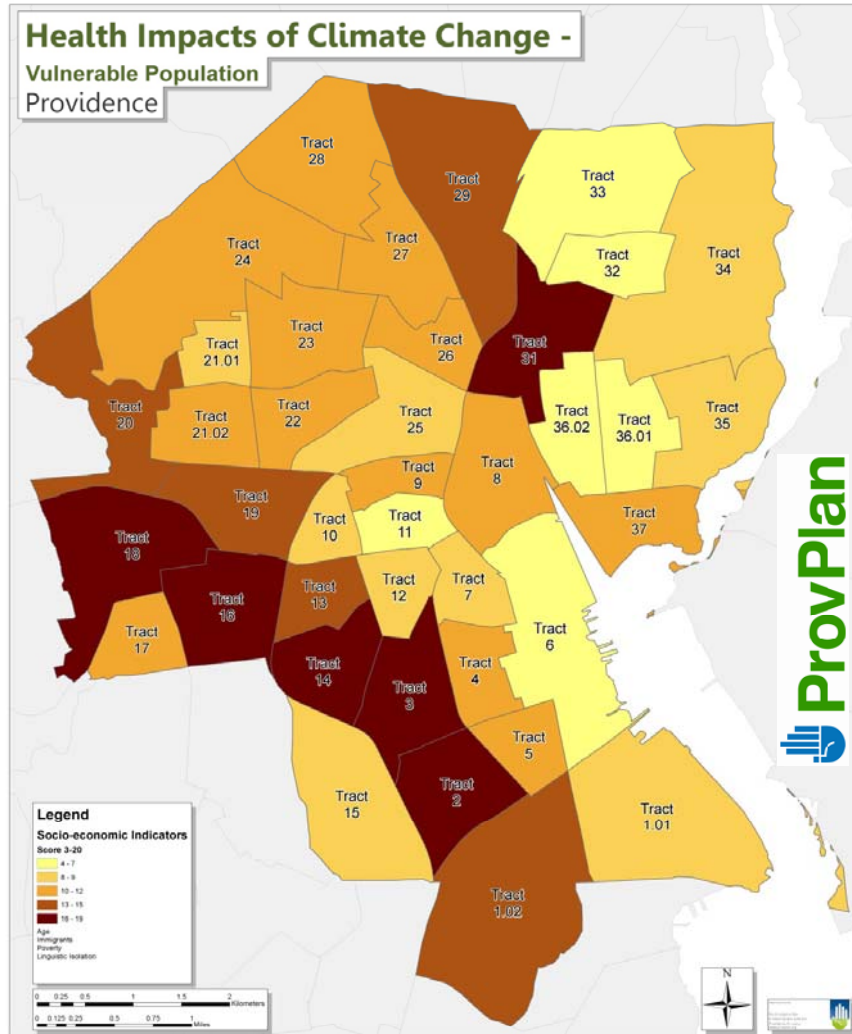 Health Impacts of Climate Change -
Vulnerable Population
Providence
Tract
28
Tract
29
Tract
33
Tract
24
Tract
27
Tract
32
Tract
34
Tract
21.01
Tract
23
Tract
26
Tract
31
Tract
20
Tract
21.02
Tract
22
Tract
25
Tract
36.02
Tract
36.01
Tract
35
Tract
9
Tract
8
Tract
19
Tract
10
Tract
11
Tract
37
Tract
18
Tract
16
Tract
13
Tract
12
Tract
7
Tract
17
Tract
14
Tract
3
Tract
4
Tract
6
Tract
5
Tract
15
Tract
2
Tract
1.01
Tract
1.02
ProvPlan
Legend
Socio-economic Indicators
Score 3-20
4 - 7
8 - 9
10 - 12
13 - 15
16 - 19
Age
Immigrants
Poverty
Linguistic Isolation
0 0.25 0.5 1 1.5 2
Kilometers
0 0.125 0.25 0.5 0.75 1
Miles
N